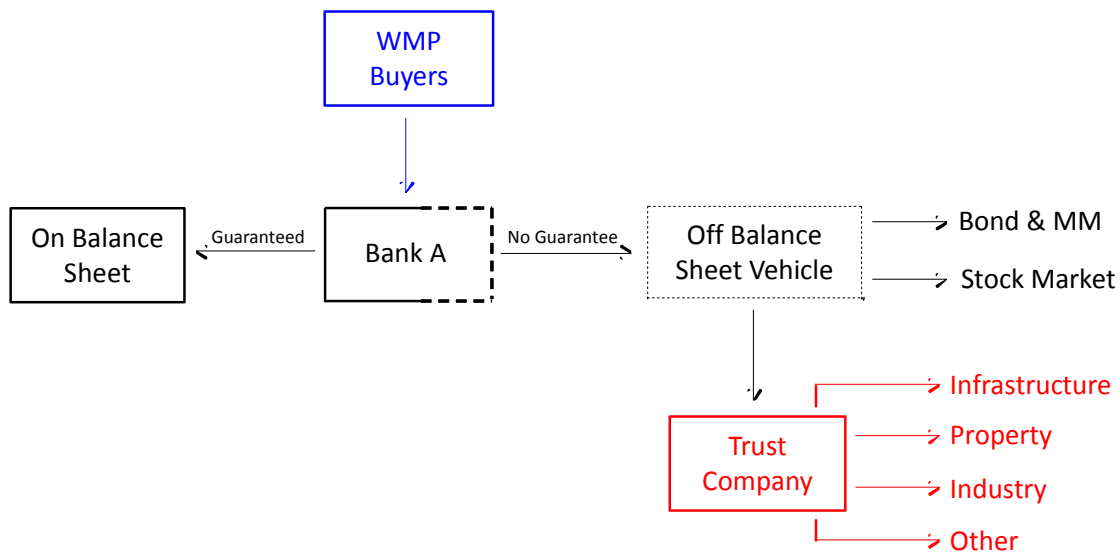 WMP
Buyers
On Balance
Sheet
Guaranteed
Bank A
No Guarantee
Off Balance
Sheet Vehicle
Bond & MM
Stock Market
Trust
Company
Infrastructure
Property
Industry
Other